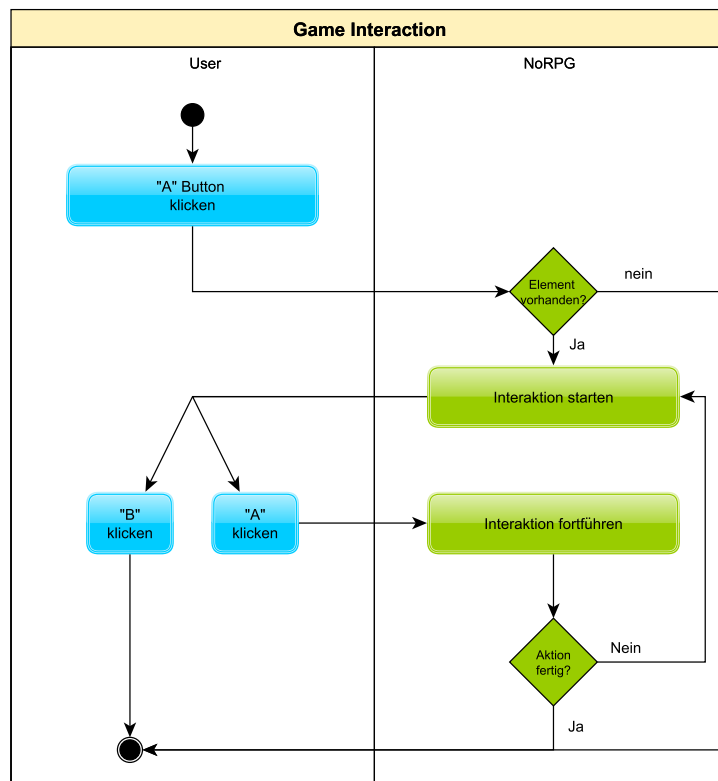 Game Interaction
User
NoRPG
"A" Button
klicken
Element
vorhanden?
nein
Ja
Interaktion starten
"B"
klicken
"A"
klicken
Interaktion fortführen
Aktion
fertig?
Nein
Ja